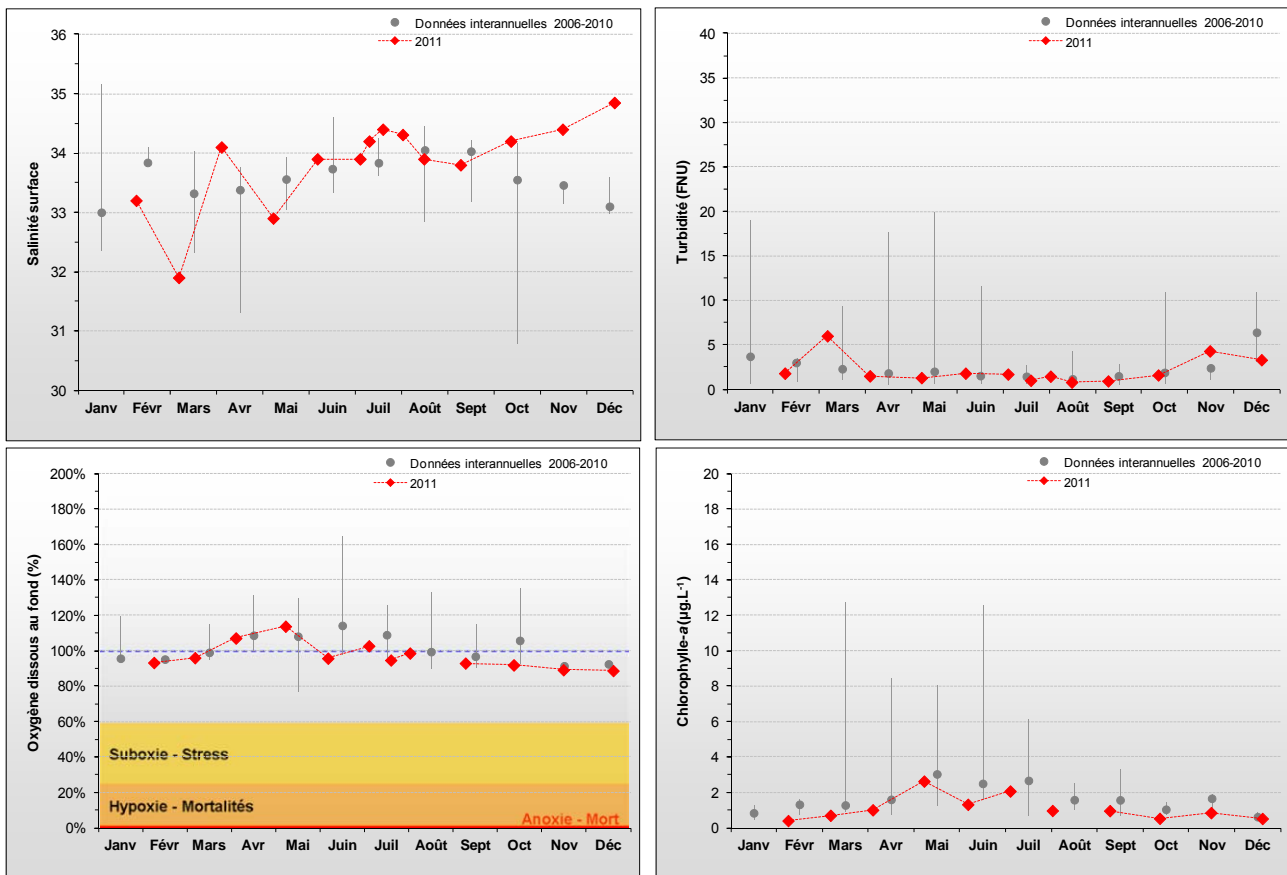 Données interannuelles 2006-2010
2011
Salinité surface
36
35
34
33
32
31
30
Janv Févr Mars Avr Mai Juin Juil Août Sept Oct Nov Déc
Données interannuelles 2006-2010
2011
Turbidité (FNU)
40
35
30
25
20
15
10
5
0
Janv Févr Mars Avr Mai Juin Juil Août Sept Oct Nov Déc
Données interannuelles 2006-2010
2011
Oxygène dissous au fond (%)
200%
180%
160%
140%
120%
100%
80%
60%
40%
20%
0%
Suboxie - Stress
Hypoxie - Mortalités
Anoxie - Mort
Janv Févr Mars Avr Mai Juin Juil Août Sept Oct Nov Déc
Données interannuelles 2006-2010
2011
Chlorophylle-a (µg.L-1)
20
18
16
14
12
10
8
6
4
2
0
Janv Févr Mars Avr Mai Juin Juil Août Sept Oct Nov Déc